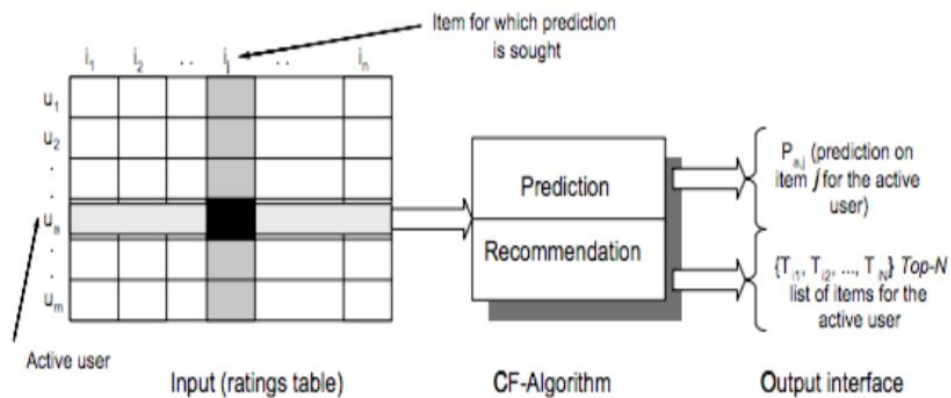 Item for which prediction
is sought
i₁ i₂ . . iⱼ . . iₙ
u₁
u₂
.
.
uₐ
.
.
uₘ
Active user
Input (ratings table)
Prediction
Recommendation
CF-Algorithm
Pₐ,ⱼ (prediction on
item j for the active
user)
{Tᵢ₁, Tᵢ₂, ..., TᵢN} Top-N
list of items for the
active user
Output interface